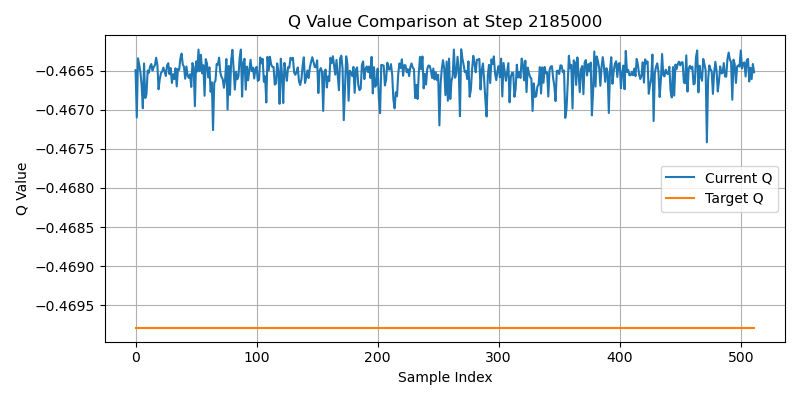 Q Value Comparison at Step 2185000
Q Value
−0.4665
−0.4670
−0.4675
−0.4680
−0.4685
−0.4690
−0.4695
Current Q
Target Q
0
100
200
300
400
500
Sample Index